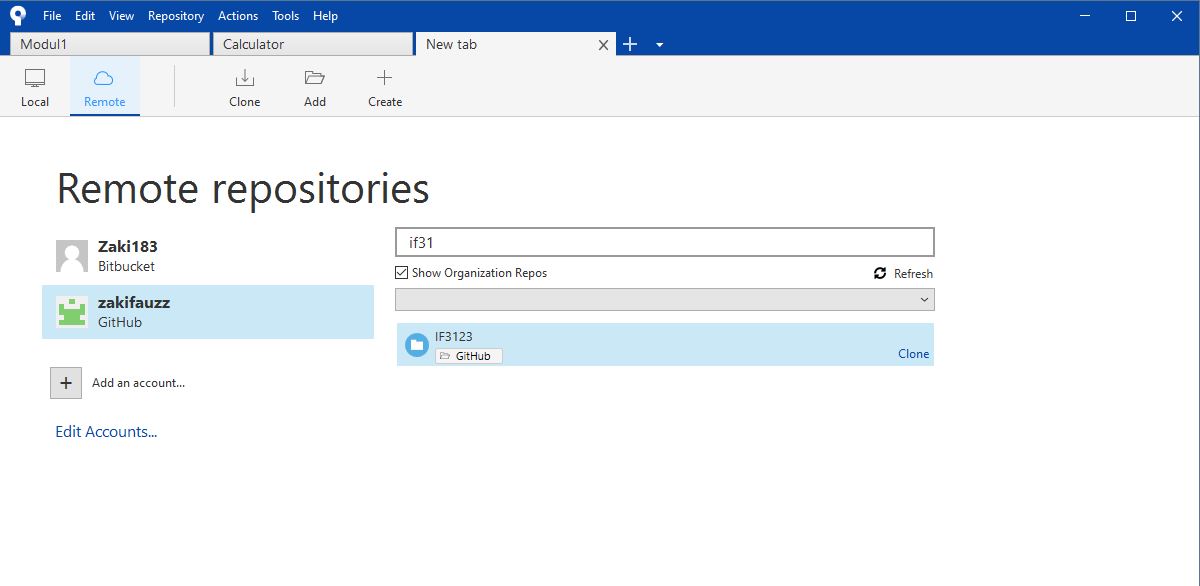 File Edit View Repository Actions Tools Help
Modul1 Calculator New tab
Local Remote Clone Add Create
Remote repositories
Zaki183
Bitbucket
zakifauzz
GitHub
Add an account...
Edit Accounts...
if31
Show Organization Repos Refresh
IF3123
GitHub
Clone